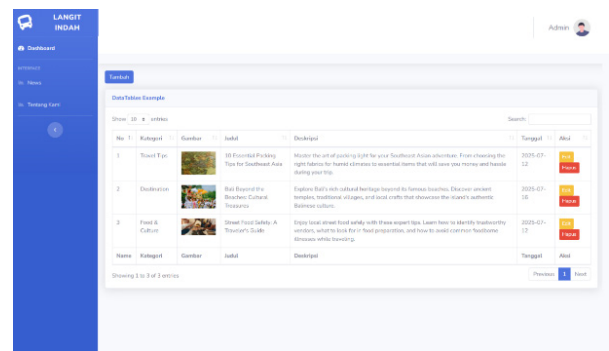 LANGIT
INDAH
Admin
Dashboard
INTERFACE
News
Tentang Kami
Tambah
DataTables Example
Show 10 entries
Search:
No Kategori Gambar Judul Deskripsi Tanggal Aksi
1 Travel Tips 10 Essential Packing Master the art of packing light for your Southeast Asian adventure. From choosing the 2025-07- Edit
Tips for Southeast Asia right fabrics for humid climates to essential items that will save you money and hassle 12 Hapus
during your trip.
2 Destination Bali Beyond the Explore Bali's rich cultural heritage beyond its famous beaches. Discover ancient 2025-07- Edit
Beaches: Cultural temples, traditional villages, and local crafts that showcase the island's authentic 16 Hapus
Treasures Balinese culture.
3 Food & Street Food Safety: A Enjoy local street food safely with these expert tips. Learn how to identify trustworthy 2025-07- Edit
Culture Traveler's Guide vendors, what to look for in food preparation, and how to avoid common foodborne 12 Hapus
illnesses while traveling.
Name Kategori Gambar Judul Deskripsi Tanggal Aksi
Showing 1 to 3 of 3 entries
Previous 1 Next